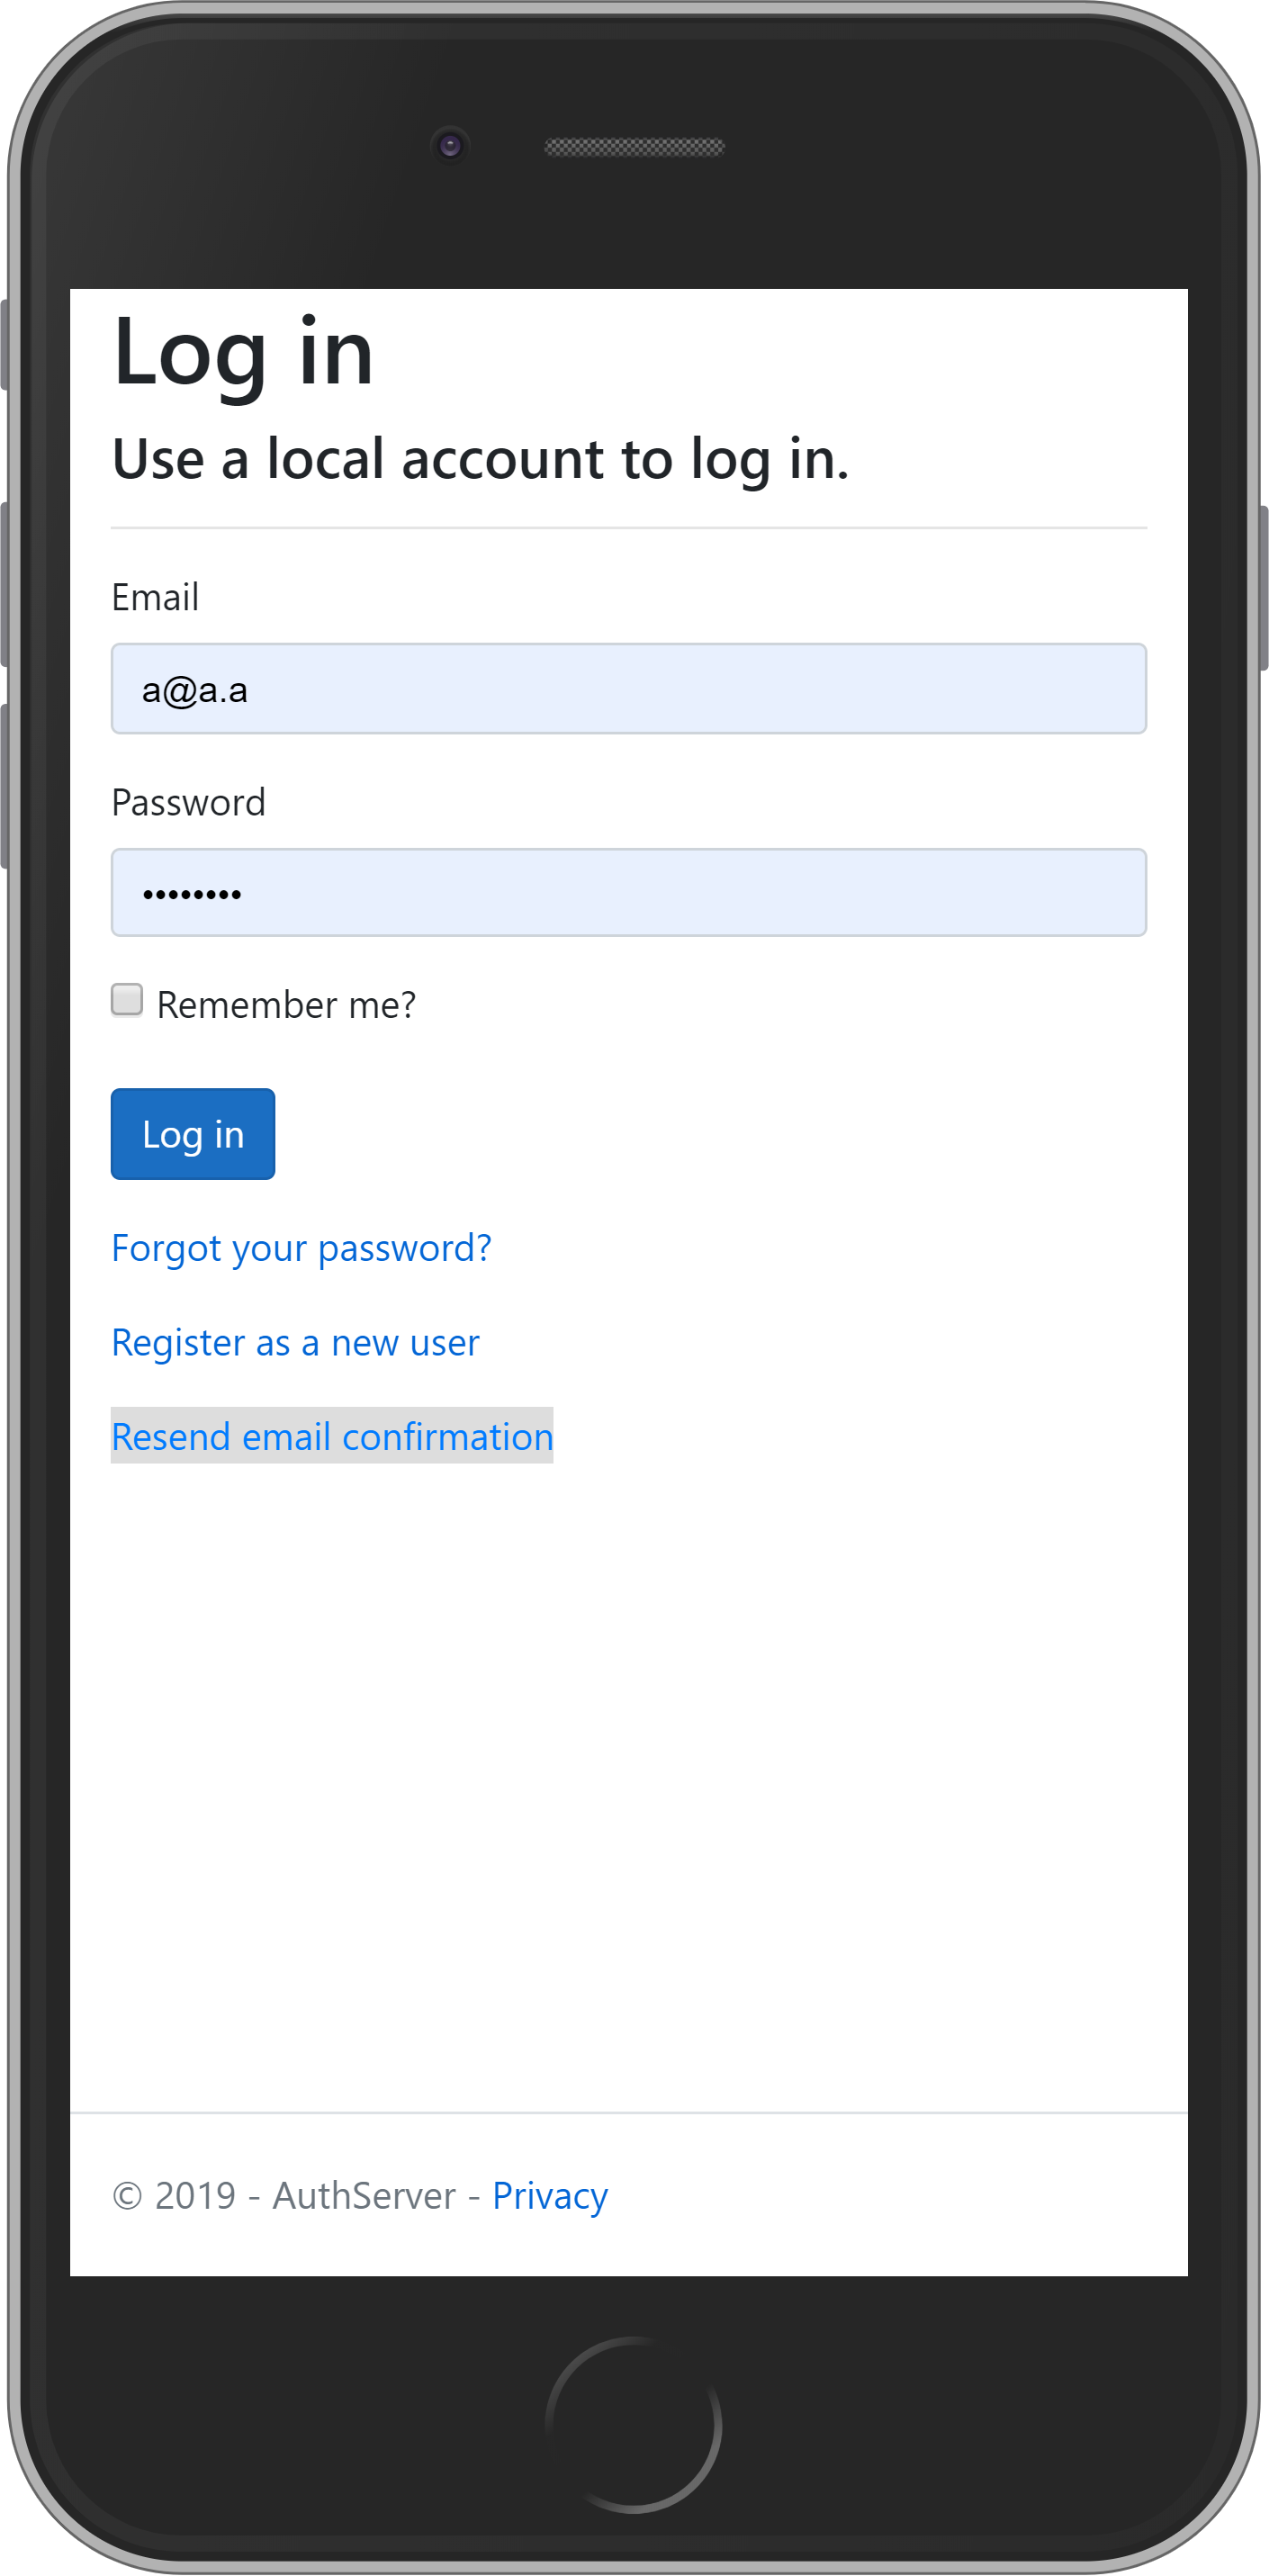 Log in
Use a local account to log in.
Email
a@a.a
Password
••••••••
Remember me?
Log in
Forgot your password?
Register as a new user
Resend email confirmation
© 2019 - AuthServer - Privacy